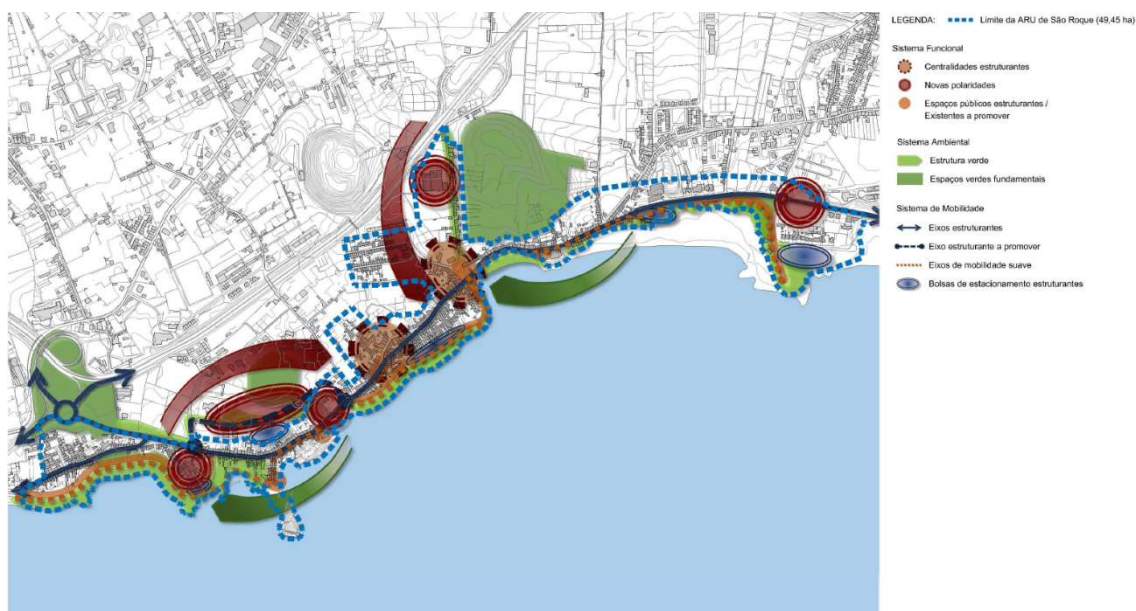 LEGENDA: Limite da ARU de São Roque (49,45 ha)
Sistema Funcional
Centralidades estruturantes
Novas polaridades
Espaços públicos estruturantes /
Existentes a promover
Sistema Ambiental
Estrutura verde
Espaços verdes fundamentais
Sistema de Mobilidade
Eixos estruturantes
Eixo estruturante a promover
Eixos de mobilidade suave
Bolsas de estacionamento estruturantes